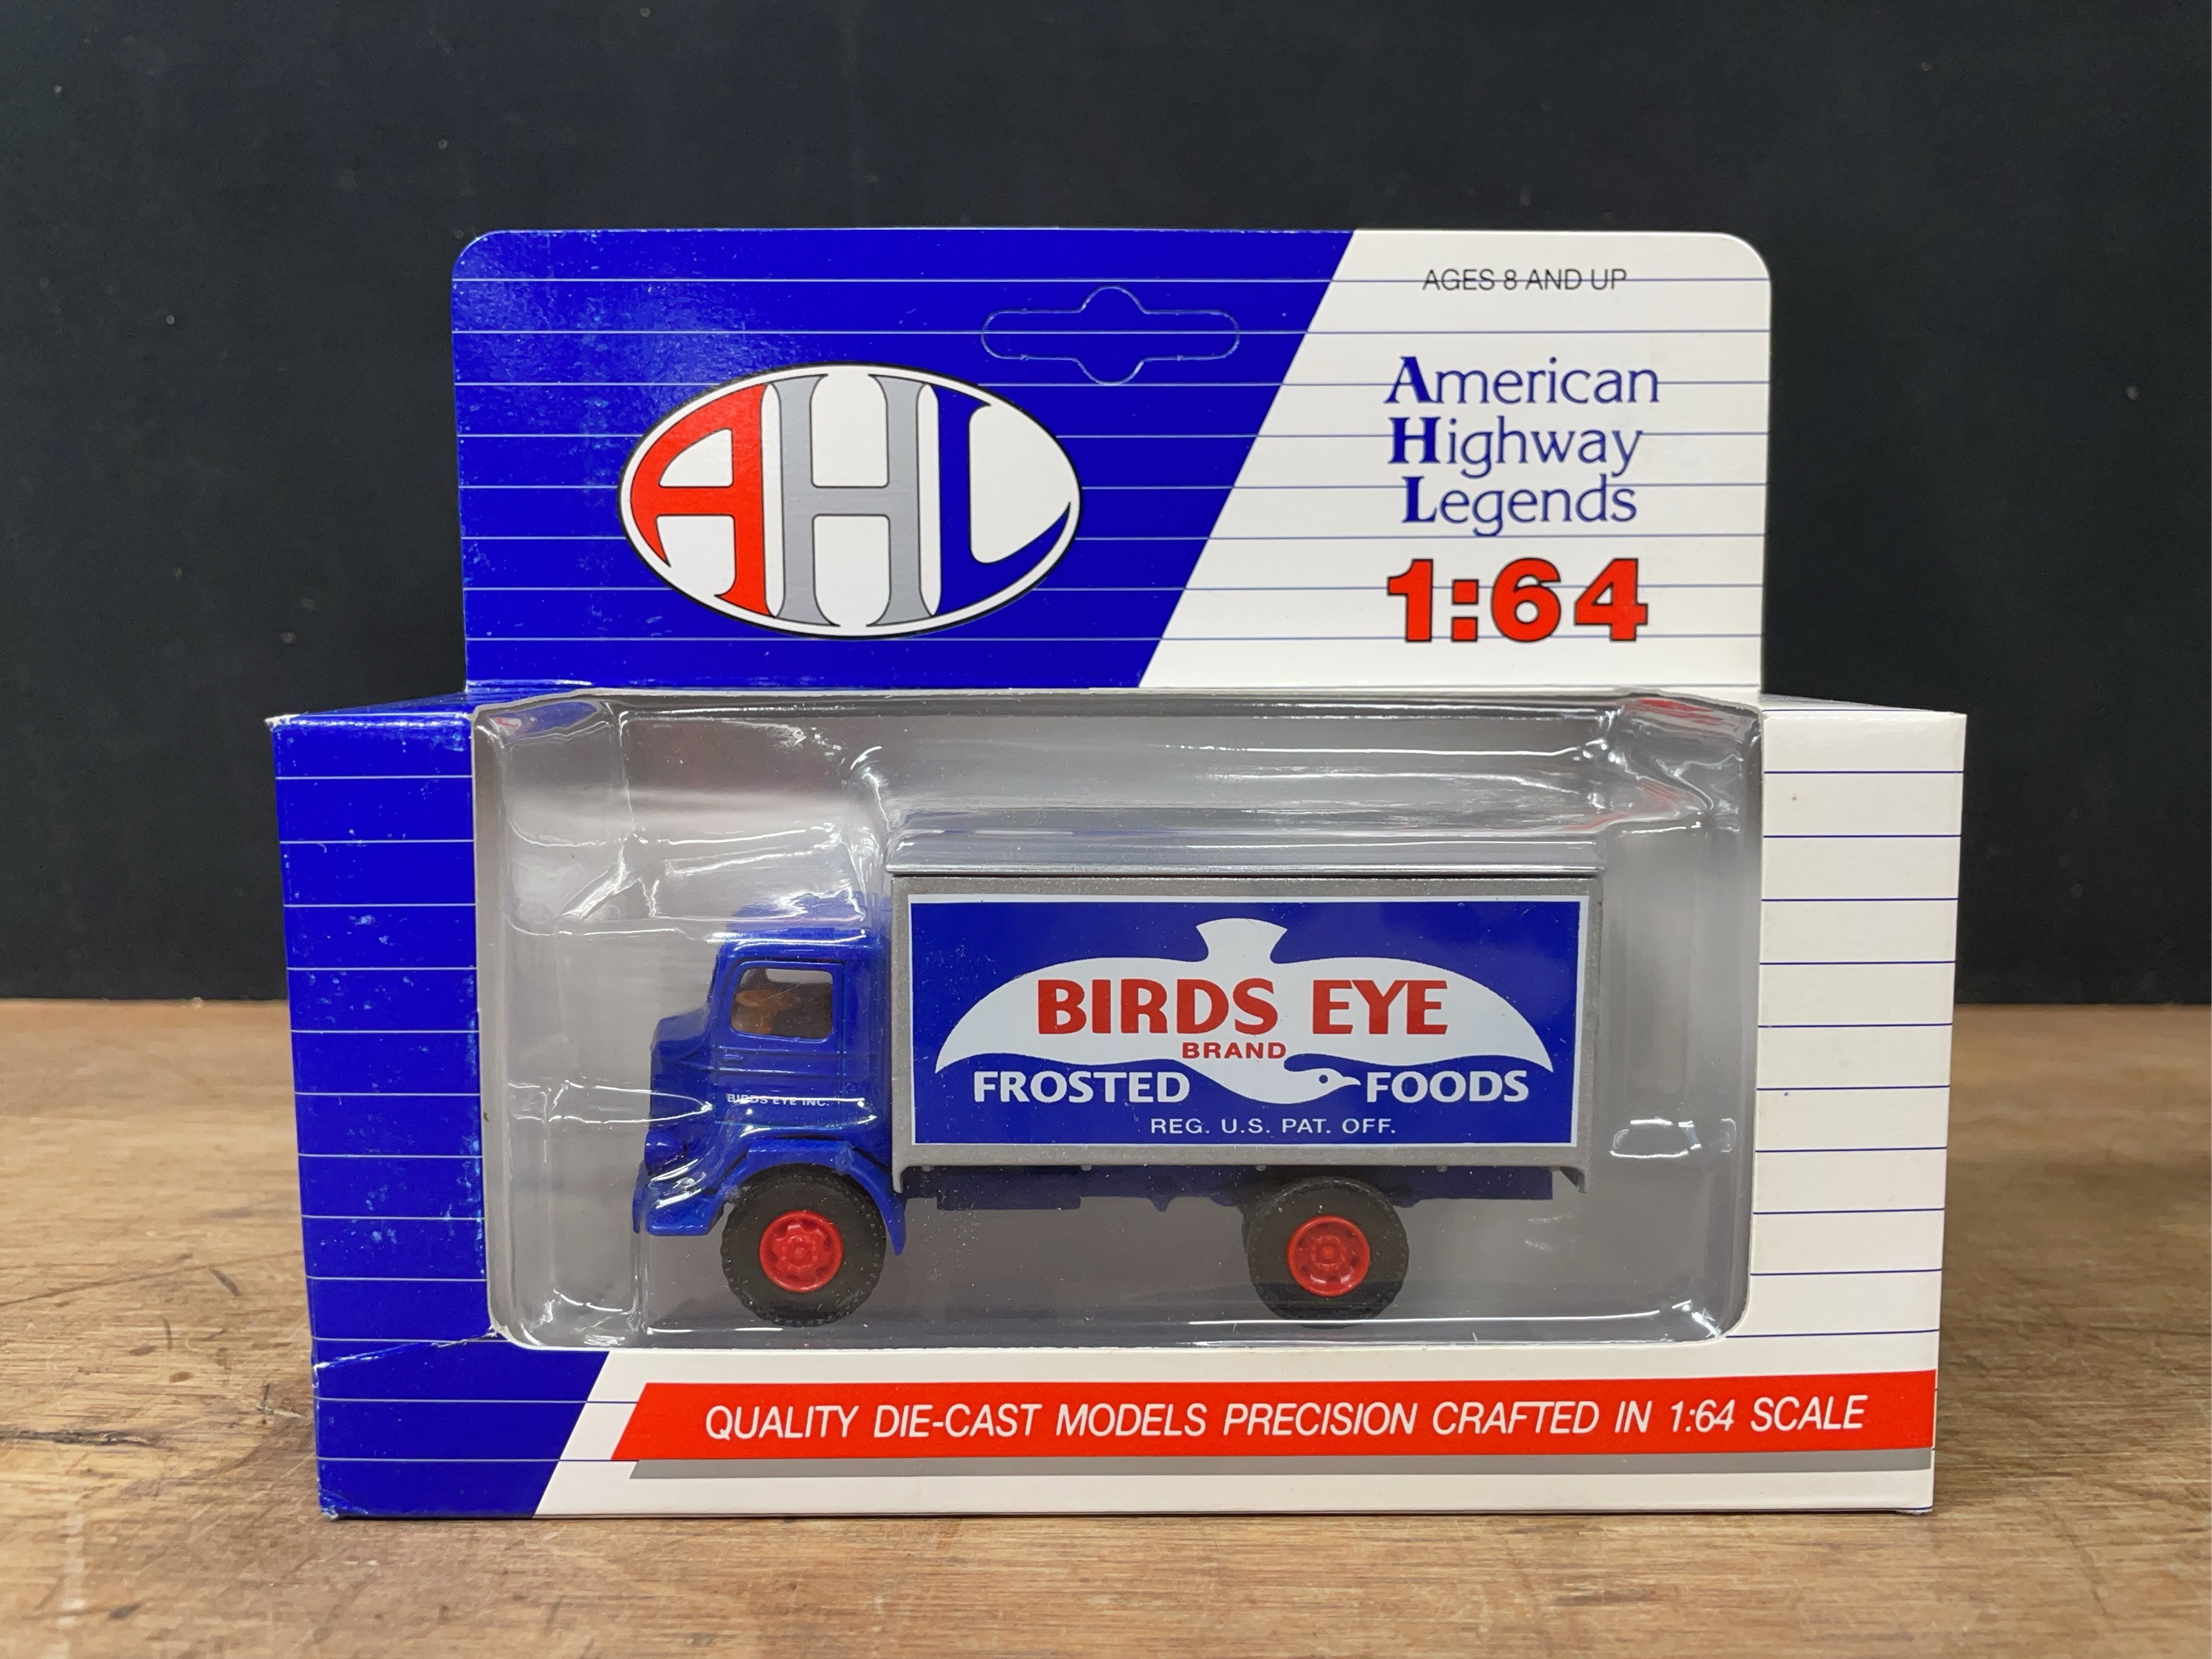 AGES 8 AND UP
AHL
American
Highway
Legends
1:64
BIRDS EYE
BRAND
FROSTED FOODS
REG. U.S. PAT. OFF.
BIRDS EYE INC.
QUALITY DIE-CAST MODELS PRECISION CRAFTED IN 1:64 SCALE